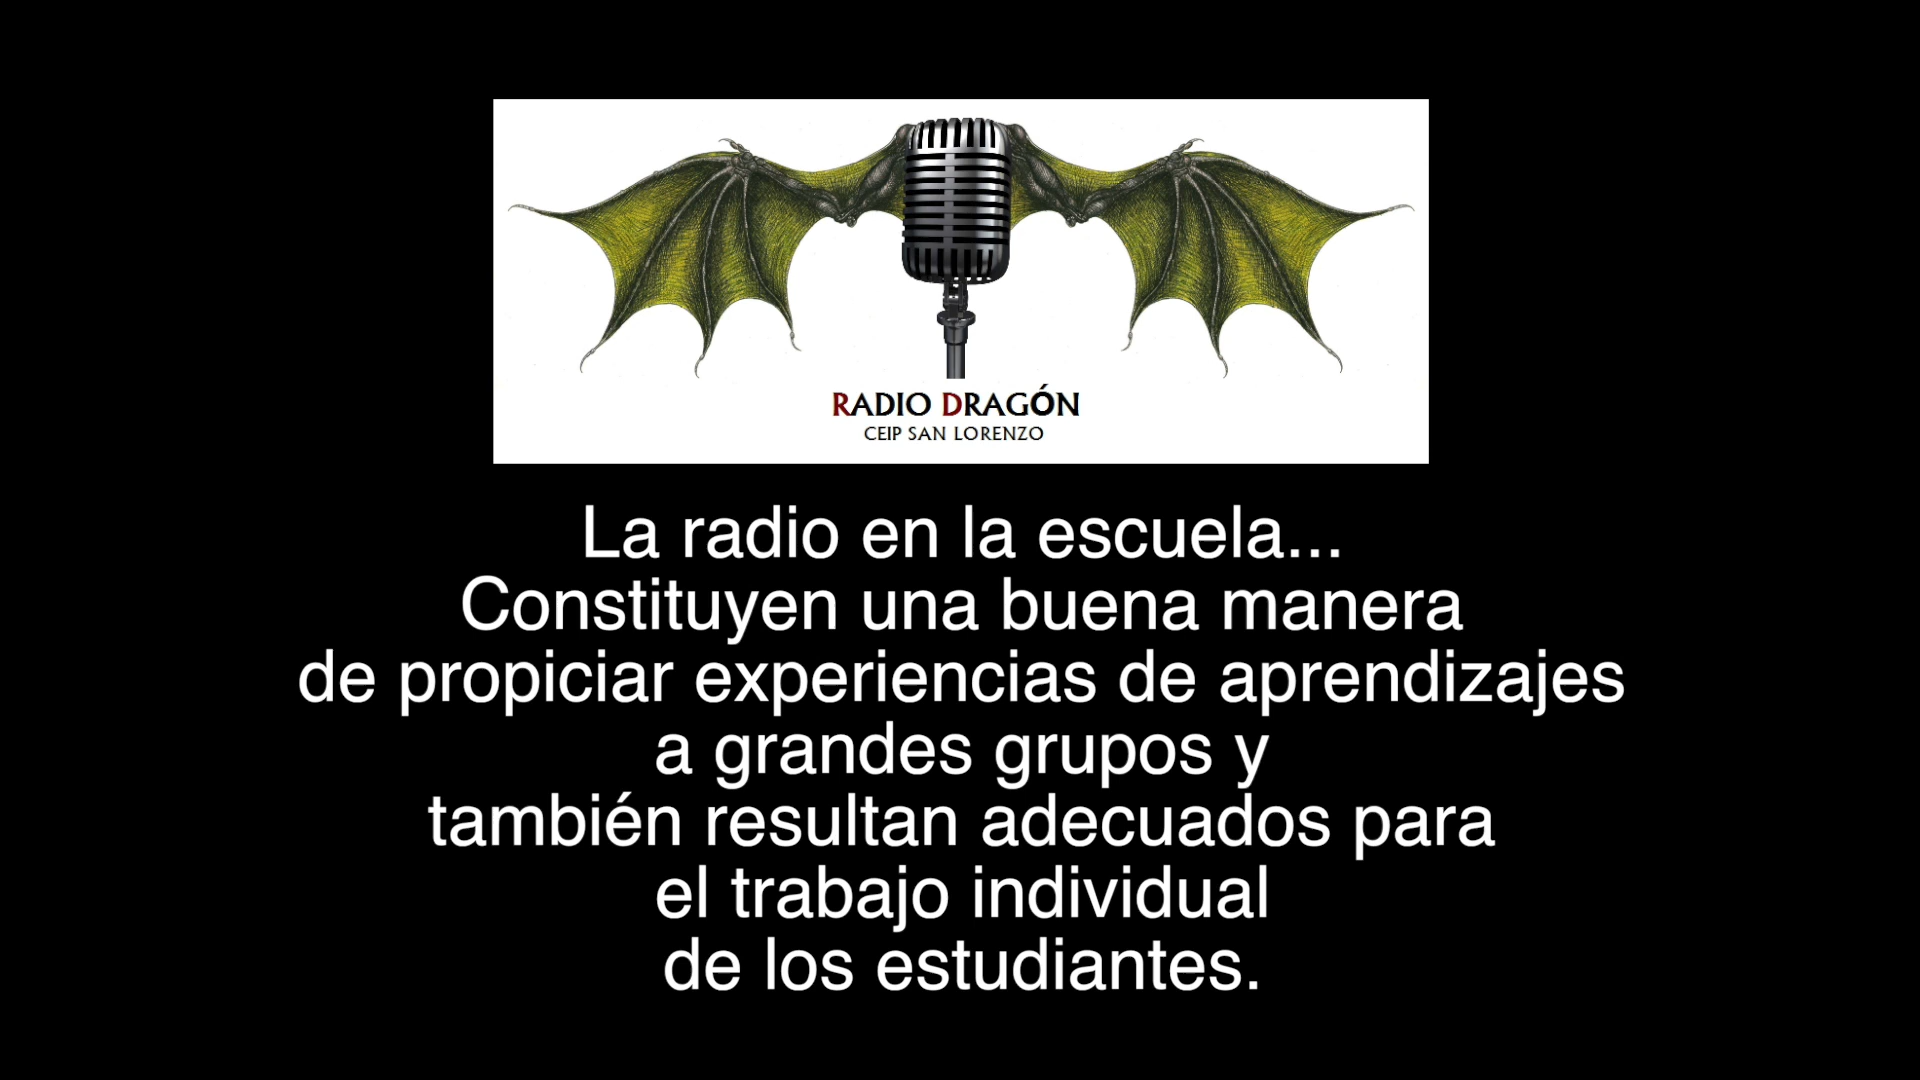 RADIO DRAGÓN
CEIP SAN LORENZO
La radio en la escuela...
Constituyen una buena manera
de propiciar experiencias de aprendizajes
a grandes grupos y
también resultan adecuados para
el trabajo individual
de los estudiantes.